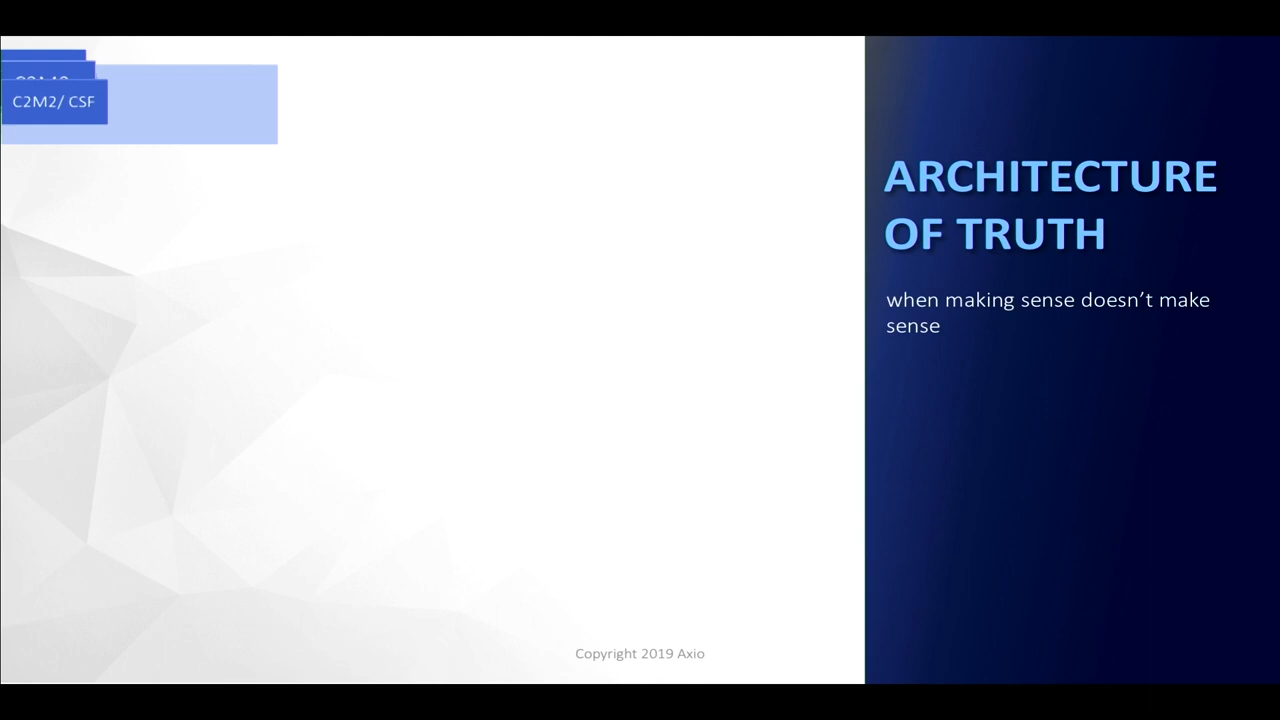 C2M2/ CSF
ARCHITECTURE
OF TRUTH
when making sense doesn’t make
sense
Copyright 2019 Axio